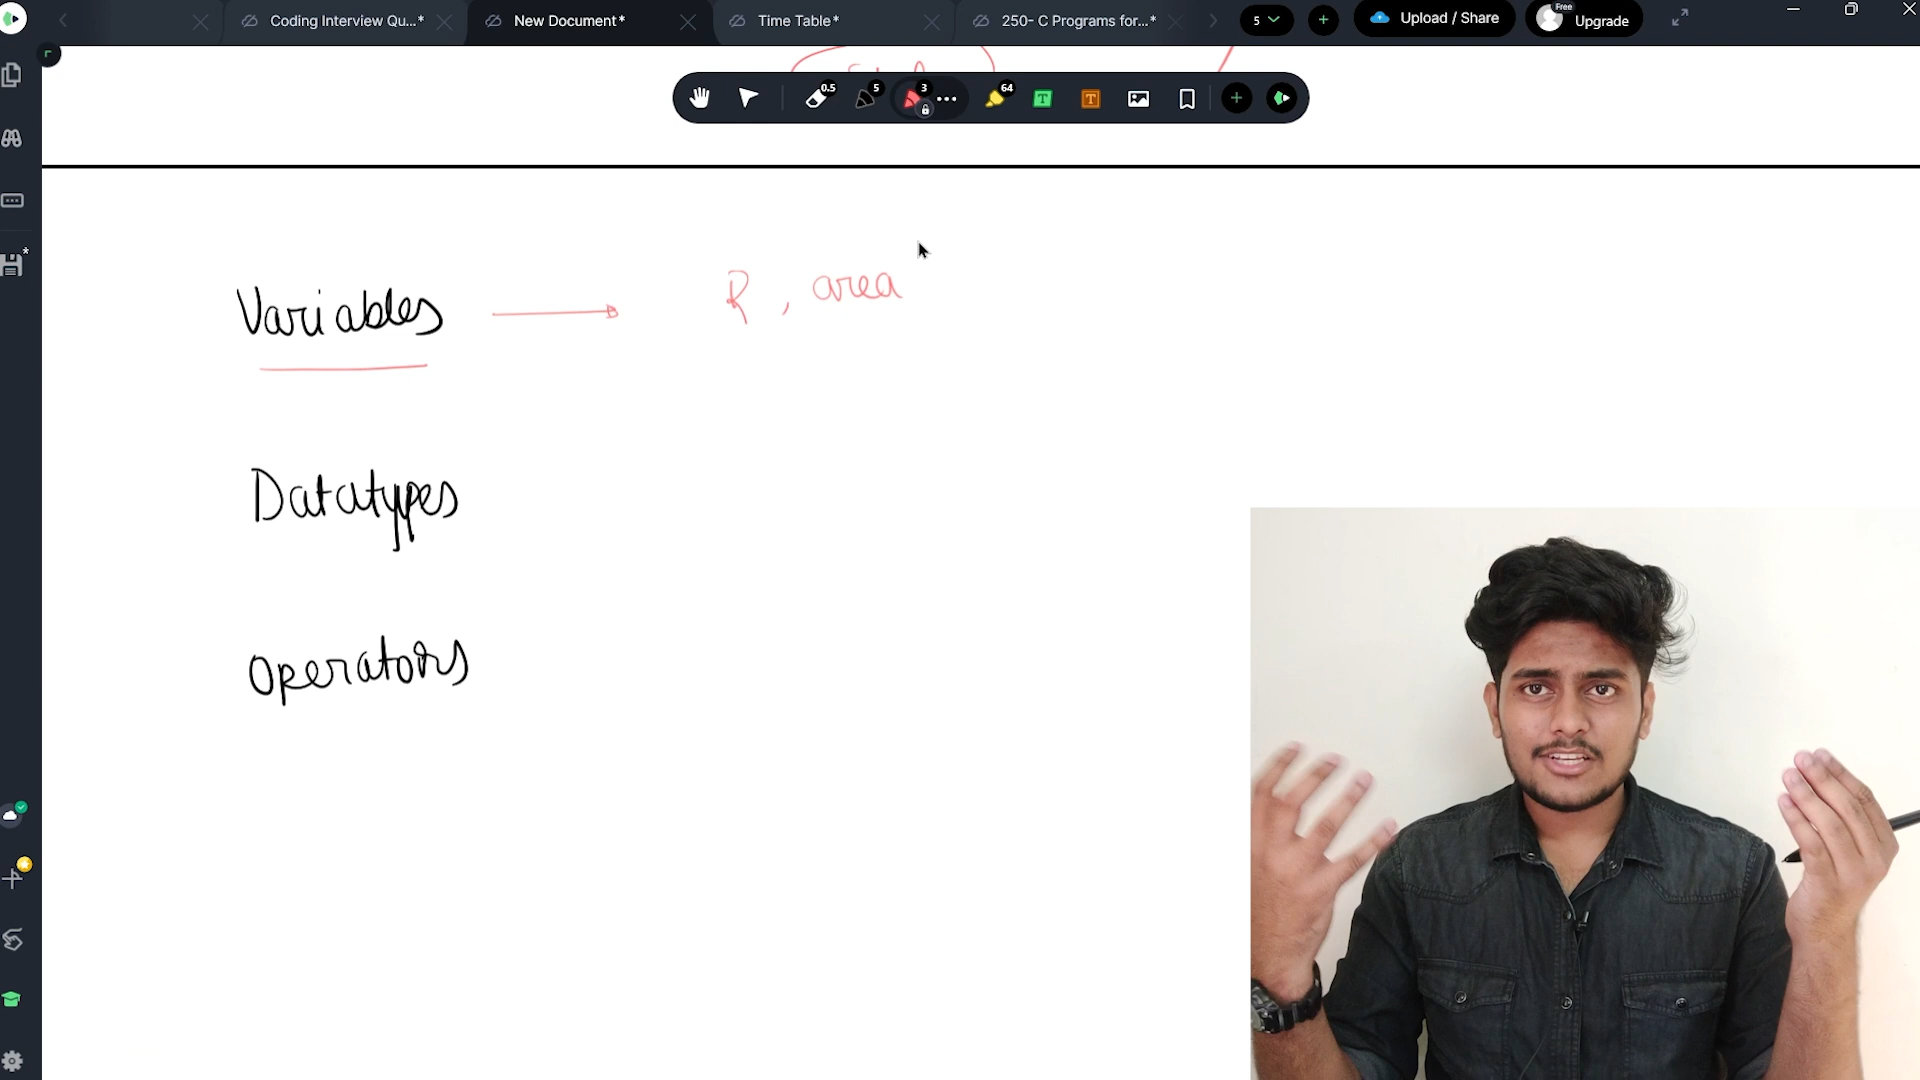 Coding Interview Qu...* New Document* Time Table* 250- C Programs for...* 5 Upload / Share Free Upgrade
0.5 5 3 64 T T
Variables R , area
Datatypes
Operators